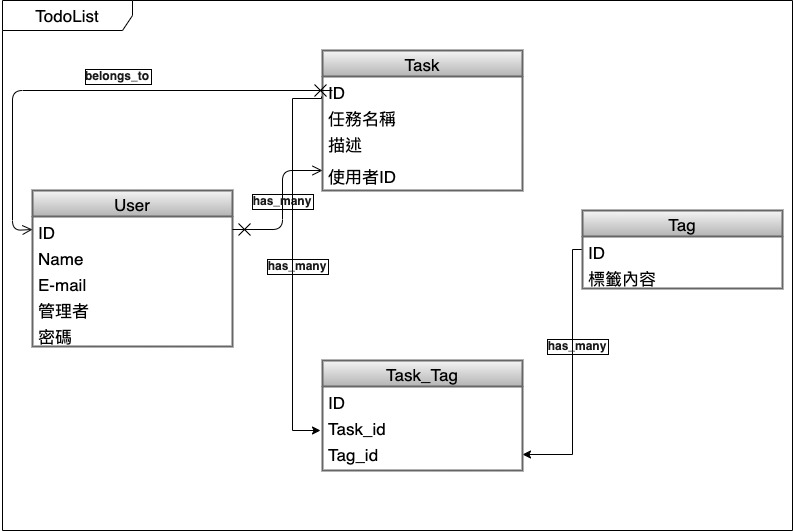 TodoList
belongs_to
Task
ID
任務名稱
描述
使用者ID
has_many
User
ID
Name
E-mail
管理者
密碼
has_many
Tag
ID
標籤內容
has_many
Task_Tag
ID
Task_id
Tag_id